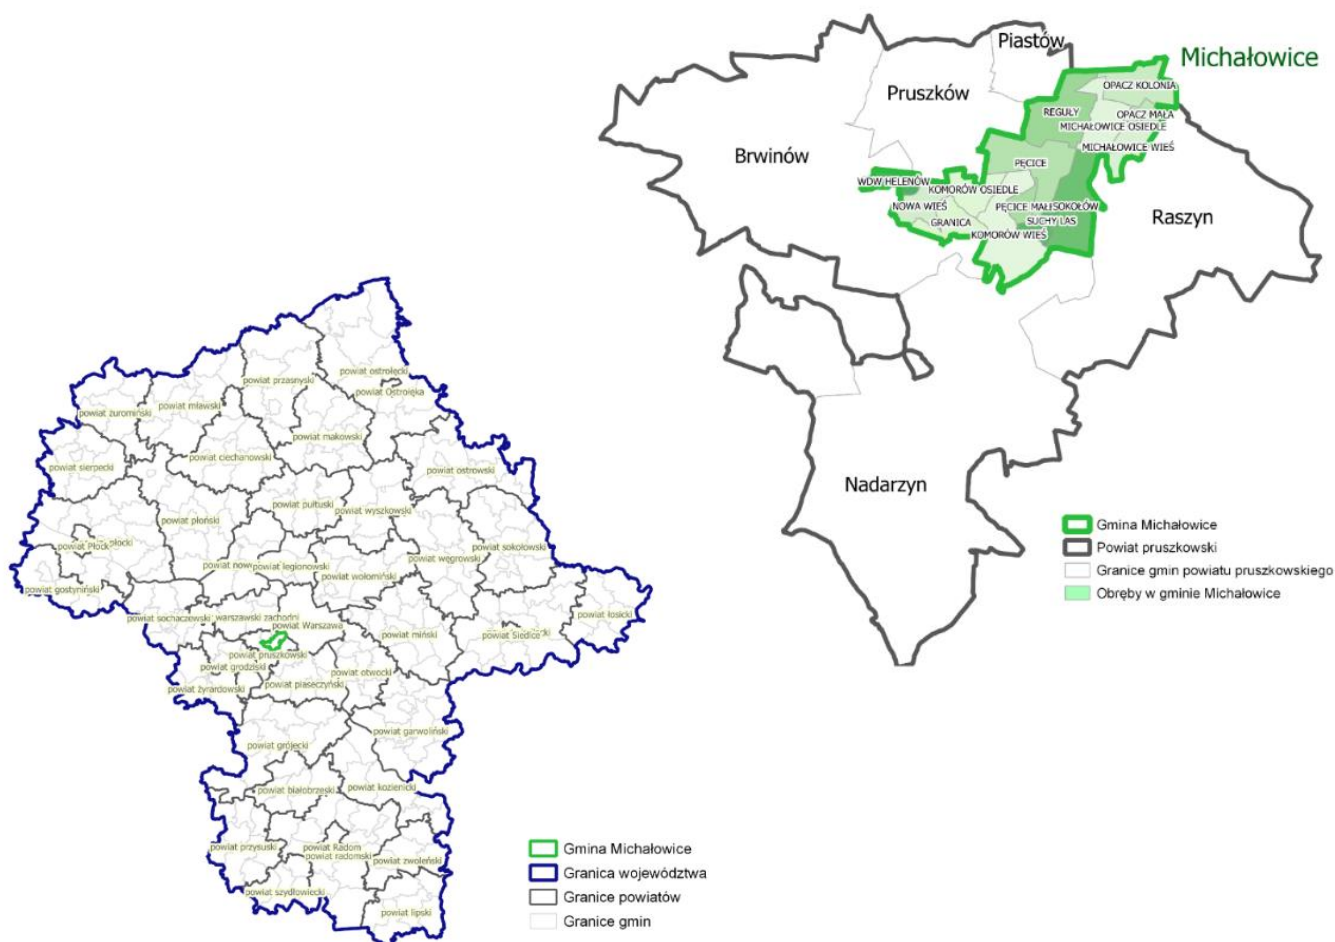 Piastów
Michałowice
Pruszków
OPACZ KOLONIA
REGUŁY
OPACZ MAŁA
MICHAŁOWICE OSIEDLE
Brwinów
MICHAŁOWICE WIEŚ
PĘCICE
WDW HELENÓW
KOMORÓW OSIEDLE
NOWA WIEŚ
PĘCICE MAŁE
SOKOŁÓW
GRANICA
SUCHY LAS
Raszyn
KOMORÓW WIEŚ
Nadarzyn
Gmina Michałowice
Powiat pruszkowski
Granice gmin powiatu pruszkowskiego
Obręby w gminie Michałowice
powiat ostrołęcki
powiat przasnyski
powiat Ostrołęka
powiat żuromiński
powiat mławski
powiat makowski
powiat ciechanowski
powiat sierpecki
powiat ostrowski
powiat pułtuski
powiat wyszkowski
powiat płoński
powiat Płock
płocki
powiat sokołowski
powiat węgrowski
powiat now
powiat legionowski
powiat wołomiński
powiat gostyniński
powiat łosicki
powiat sochaczewski
warszawski zachodni
powiat Warszawa
powiat miński
powiat Siedlce
powiat pruszkowski
powiat grodziski
powiat otwocki
powiat żyrardowski
powiat piaseczyński
powiat garwoliński
powiat grójecki
powiat białobrzeski
powiat kozienicki
powiat przysuski
powiat Radom
powiat radomski
powiat zwoleński
powiat szydłowiecki
powiat lipski
Gmina Michałowice
Granica województwa
Granice powiatów
Granice gmin